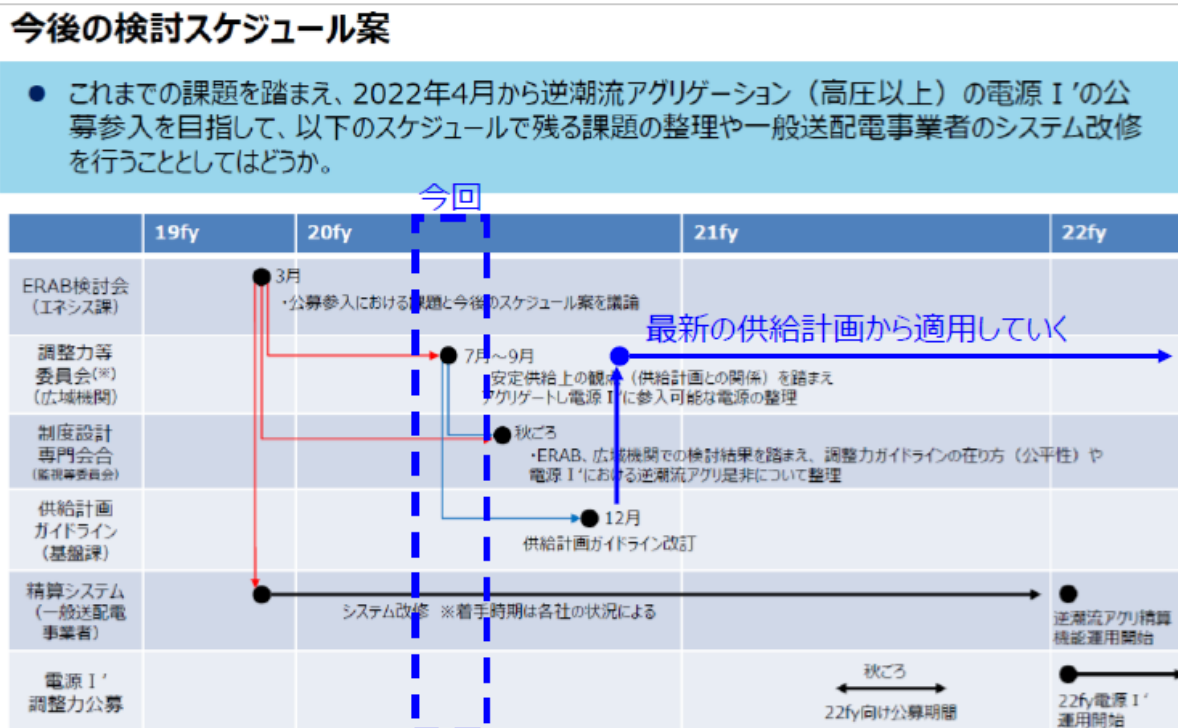 今後の検討スケジュール案
● これまでの課題を踏まえ、2022年4月から逆潮流アグリゲーション（高圧以上）の電源Ⅰ’の公
募参入を目指して、以下のスケジュールで残る課題の整理や一般送配電事業者のシステム改修
を行うこととしてはどうか。
今回
19fy 20fy 21fy 22fy
ERAB検討会
（エネシス課）
3月
・公募参入における課題と今後のスケジュール案を議論
最新の供給計画から適用していく
調整力等
委員会(※)
（広域機関）
7月～9月
安定供給上の観点（供給計画との関係）を踏まえ
アグリゲートし電源Ⅰ’に参入可能な電源の整理
制度設計
専門会合
（監視等委員会）
秋ごろ
・ERAB、広域機関での検討結果を踏まえ、調整力ガイドラインの在り方（公平性）や
電源Ⅰ’における逆潮流アグリ是非について整理
供給計画
ガイドライン
（基盤課）
12月
供給計画ガイドライン改訂
精算システム
（一般送配電
事業者）
システム改修 ※着手時期は各社の状況による
逆潮流アグリ精算
機能運用開始
電源Ⅰ’
調整力公募
秋ごろ
22fy向け公募期間
22fy電源Ⅰ’
運用開始